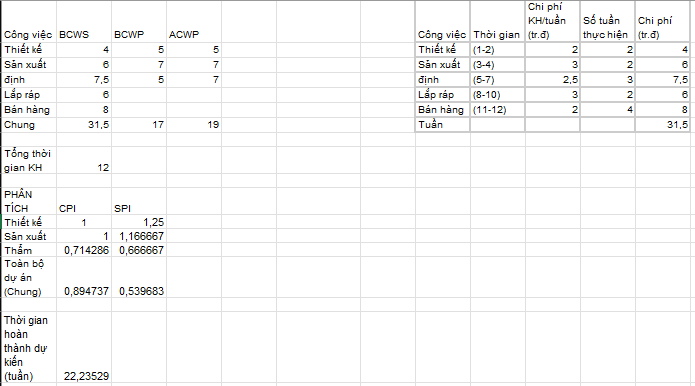 Công việc BCWS BCWP ACWP
Thiết kế 4 5 5
Sản xuất 6 7 7
định 7,5 5 7
Lắp ráp 6
Bán hàng 8
Chung 31,5 17 19
Tổng thời
gian KH 12
PHÂN
TÍCH CPI SPI
Thiết kế 1 1,25
Sản xuất 1 1,166667
Thẩm 0,714286 0,666667
Toàn bộ
dự án
(Chung) 0,894737 0,539683
Thời gian
hoàn
thành dự
kiến
(tuần) 22,23529
Chi phí
KH/tuần Số tuần Chi phí
Công việc Thời gian (tr.đ) thực hiện (tr.đ)
Thiết kế (1-2) 2 2 4
Sản xuất (3-4) 3 2 6
định (5-7) 2,5 3 7,5
Lắp ráp (8-10) 3 2 6
Bán hàng (11-12) 2 4 8
Tuần 31,5